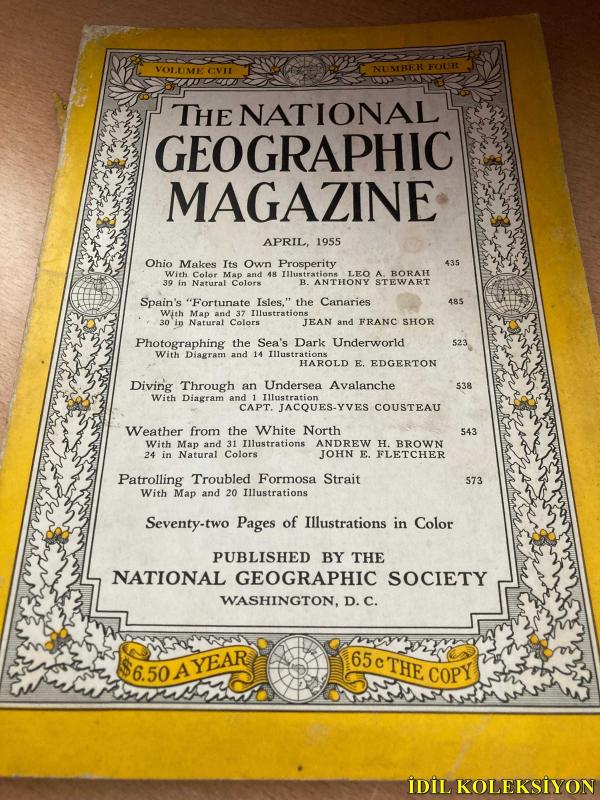 VOLUME CVII NUMBER FOUR
THE NATIONAL
GEOGRAPHIC
MAGAZINE
APRIL, 1955
Ohio Makes Its Own Prosperity 435
With Color Map and 48 Illustrations LEO A. BORAH
39 in Natural Colors B. ANTHONY STEWART
Spain's "Fortunate Isles," the Canaries 485
With Map and 37 Illustrations
30 in Natural Colors JEAN and FRANC SHOR
Photographing the Sea's Dark Underworld 523
With Diagram and 14 Illustrations
HAROLD E. EDGERTON
Diving Through an Undersea Avalanche 538
With Diagram and 1 Illustration
CAPT. JACQUES-YVES COUSTEAU
Weather from the White North 543
With Map and 31 Illustrations ANDREW H. BROWN
24 in Natural Colors JOHN E. FLETCHER
Patrolling Troubled Formosa Strait 573
With Map and 20 Illustrations
Seventy-two Pages of Illustrations in Color
PUBLISHED BY THE
NATIONAL GEOGRAPHIC SOCIETY
WASHINGTON, D. C.
$6.50 A YEAR 65c THE COPY
İDİL KOLEKSİYON